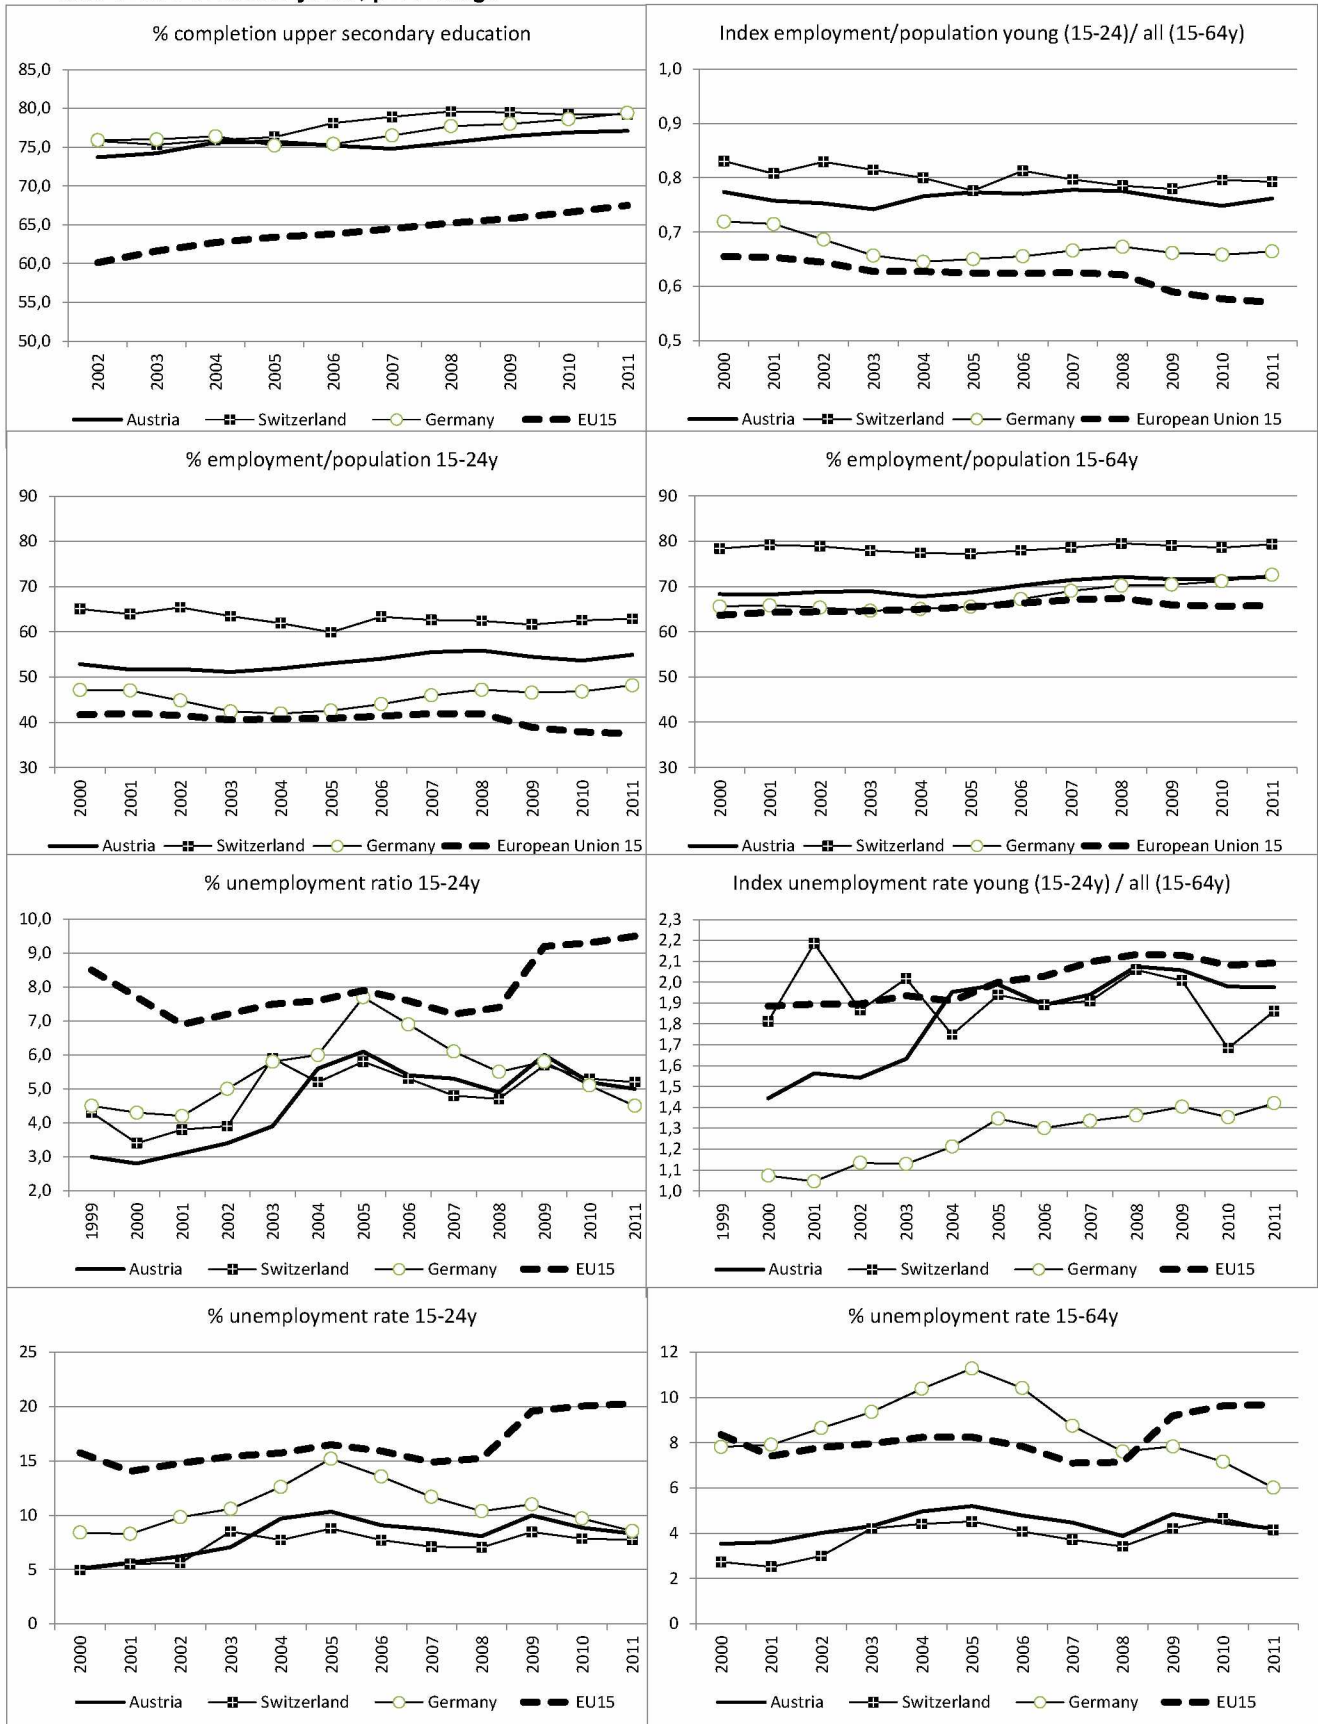 % completion upper secondary education
85,0
80,0
75,0
70,0
65,0
60,0
55,0
50,0
2002 2003 2004 2005 2006 2007 2008 2009 2010 2011
Austria Switzerland Germany EU15
Index employment/population young (15-24)/ all (15-64y)
1,0
0,9
0,8
0,7
0,6
0,5
2000 2001 2002 2003 2004 2005 2006 2007 2008 2009 2010 2011
Austria Switzerland Germany European Union 15
% employment/population 15-24y
90
80
70
60
50
40
30
2000 2001 2002 2003 2004 2005 2006 2007 2008 2009 2010 2011
Austria Switzerland Germany European Union 15
% employment/population 15-64y
90
80
70
60
50
40
30
2000 2001 2002 2003 2004 2005 2006 2007 2008 2009 2010 2011
Austria Switzerland Germany European Union 15
% unemployment ratio 15-24y
10,0
9,0
8,0
7,0
6,0
5,0
4,0
3,0
2,0
1999 2000 2001 2002 2003 2004 2005 2006 2007 2008 2009 2010 2011
Austria Switzerland Germany EU15
Index unemployment rate young (15-24y) / all (15-64y)
2,3
2,2
2,1
2,0
1,9
1,8
1,7
1,6
1,5
1,4
1,3
1,2
1,1
1,0
1999 2000 2001 2002 2003 2004 2005 2006 2007 2008 2009 2010 2011
Austria Switzerland Germany EU15
% unemployment rate 15-24y
25
20
15
10
5
0
2000 2001 2002 2003 2004 2005 2006 2007 2008 2009 2010 2011
Austria Switzerland Germany EU15
% unemployment rate 15-64y
12
10
8
6
4
2
0
2000 2001 2002 2003 2004 2005 2006 2007 2008 2009 2010 2011
Austria Switzerland Germany EU15